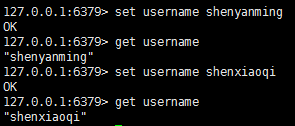 127.0.0.1:6379> set username shenyanming
OK
127.0.0.1:6379> get username
"shenyanming"
127.0.0.1:6379> set username shenxiaoqi
OK
127.0.0.1:6379> get username
"shenxiaoqi"